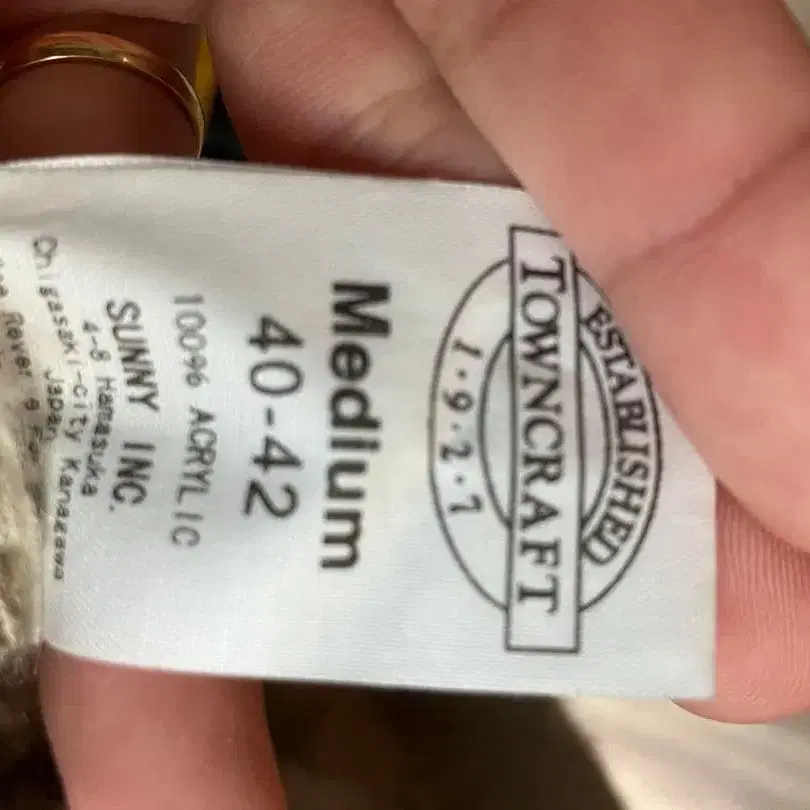 ESTABLISHED
TOWNCRAFT
1·9·2·7
Medium
40-42
100% ACRYLIC
SUNNY INC.
4-8 Hamasuka
Chigasaki-city Kanagawa
Japan